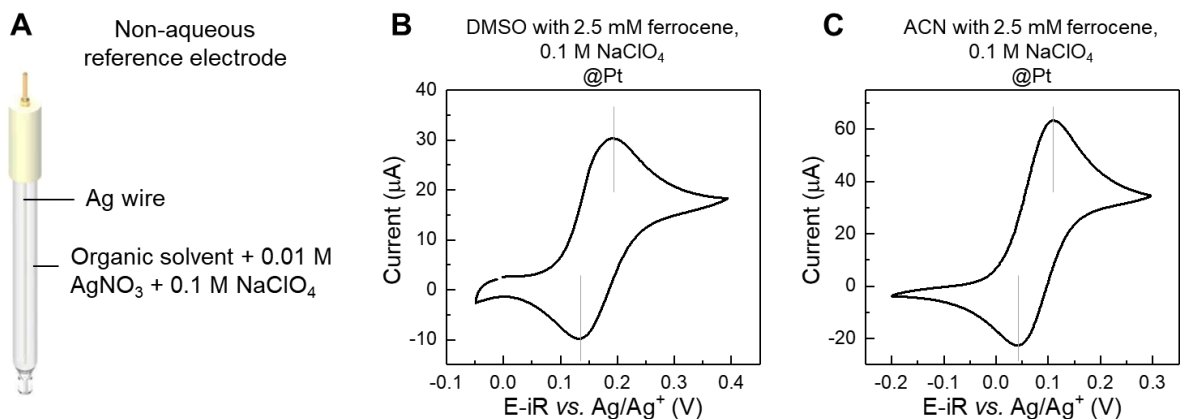 A
Non-aqueous
reference electrode
Ag wire
Organic solvent + 0.01 M
AgNO₃ + 0.1 M NaClO₄
B
DMSO with 2.5 mM ferrocene,
0.1 M NaClO₄
@Pt
Current (μA)
40
30
20
10
0
-10
-0.1 0.0 0.1 0.2 0.3 0.4
E-iR vs. Ag/Ag⁺ (V)
C
ACN with 2.5 mM ferrocene,
0.1 M NaClO₄
@Pt
Current (μA)
60
40
20
0
-20
-0.2 -0.1 0.0 0.1 0.2 0.3
E-iR vs. Ag/Ag⁺ (V)